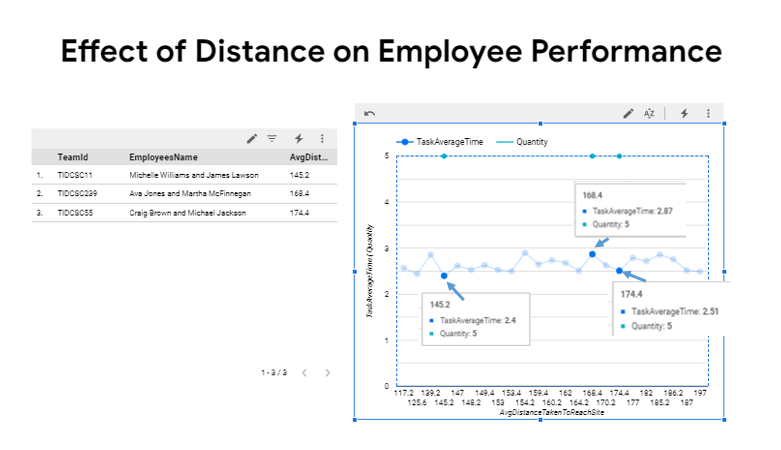 Effect of Distance on Employee Performance
TeamId EmployeesName AvgDist...
1. TIDCSC11 Michelle Williams and James Lawson 145.2
2. TIDCSC239 Ava Jones and Martha McFinnegan 168.4
3. TIDCSC55 Craig Brown and Michael Jackson 174.4
1 - 3 / 3
AZ
TaskAverageTime Quantity
TaskAverageTime | Quantity
5
4
3
2
1
0
168.4
TaskAverageTime: 2.87
Quantity: 5
145.2
TaskAverageTime: 2.4
Quantity: 5
174.4
TaskAverageTime: 2.51
Quantity: 5
117.2 139.2 147 149.4 153.4 159.4 162 168.4 174.4 182 186.2 197
125.6 145.2 148.2 153 154.2 160.2 164.2 170.2 177 185.2 187
AvgDistanceTakenToReachSite